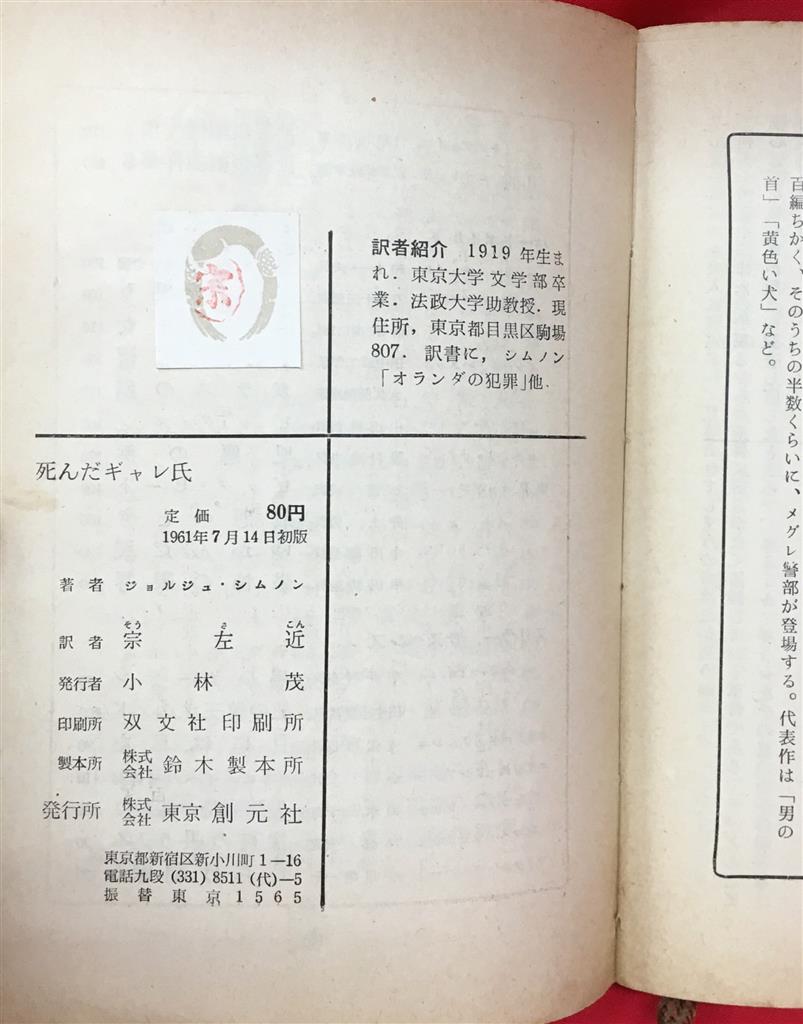 宗
訳者紹介 1919年生ま
れ．東京大学文学部卒
業．法政大学助教授．現
住所，東京都目黒区駒場
807．訳書に，シムノン
「オランダの犯罪」他．
死んだギャレ氏
定価 80円
1961年7月14日初版
著者 ジョルジュ・シムノン
訳者 宗左近
そう さ こん
発行者 小林茂
印刷所 双文社印刷所
製本所 株式会社 鈴木製本所
発行所 株式会社 東京創元社
東京都新宿区新小川町1—16
電話九段 (331) 8511 (代)—5
振替東京1565
百編ちかく、そのうちの半数くらいに、メグレ警部が登場する。代表作は「男の
首」「黄色い犬」など。